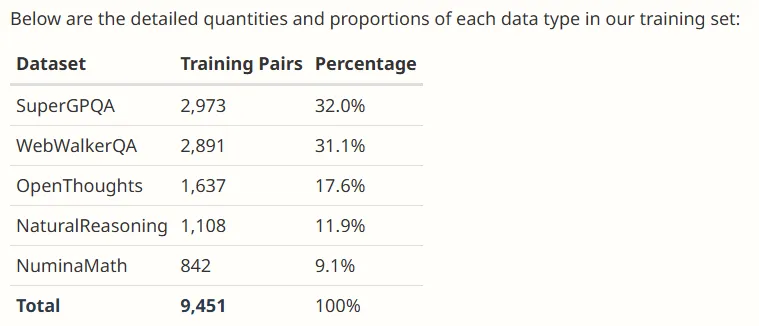 Below are the detailed quantities and proportions of each data type in our training set:
Dataset Training Pairs Percentage
SuperGPQA 2,973 32.0%
WebWalkerQA 2,891 31.1%
OpenThoughts 1,637 17.6%
NaturalReasoning 1,108 11.9%
NuminaMath 842 9.1%
Total 9,451 100%